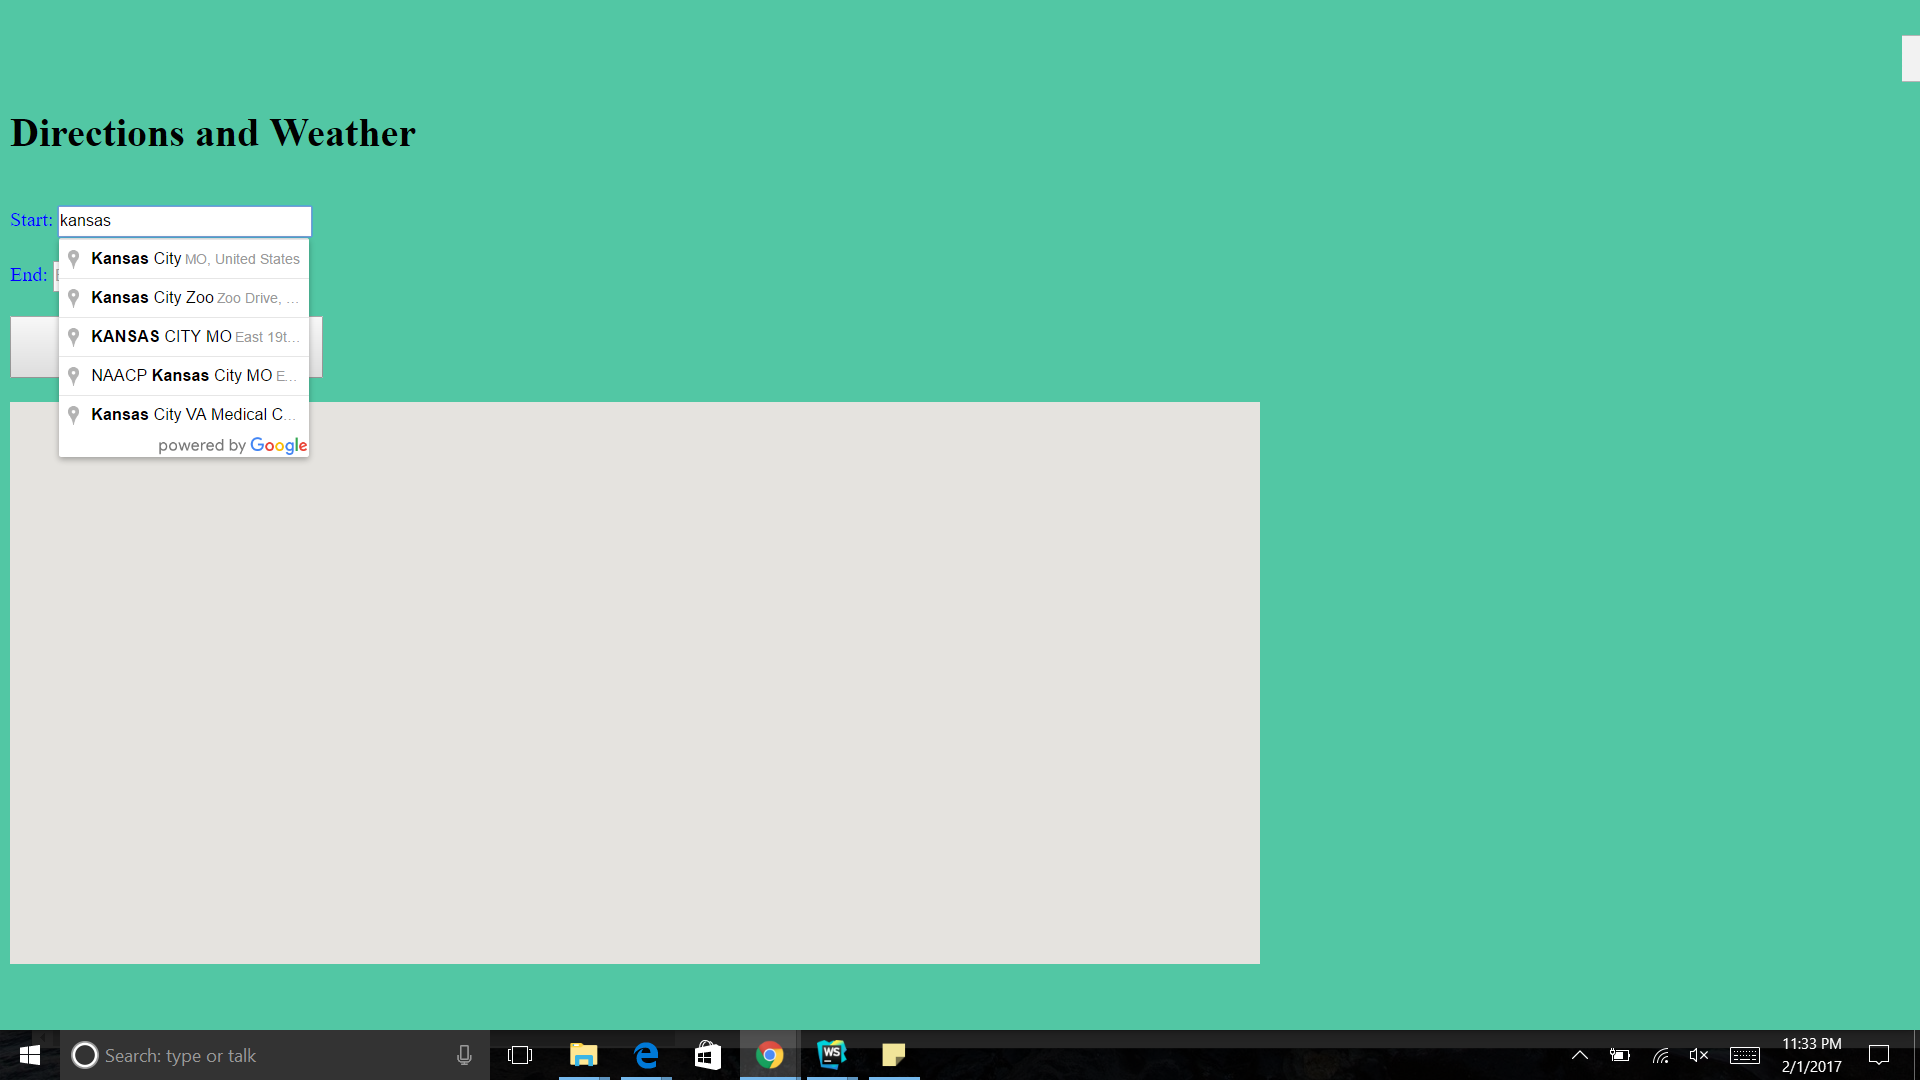 Directions and Weather
Start: kansas
Kansas City MO, United States
End:
Kansas City Zoo Zoo Drive, ...
KANSAS CITY MO East 19t...
NAACP Kansas City MO E...
Kansas City VA Medical C...
powered by Google
Search: type or talk
WS
11:33 PM
2/1/2017